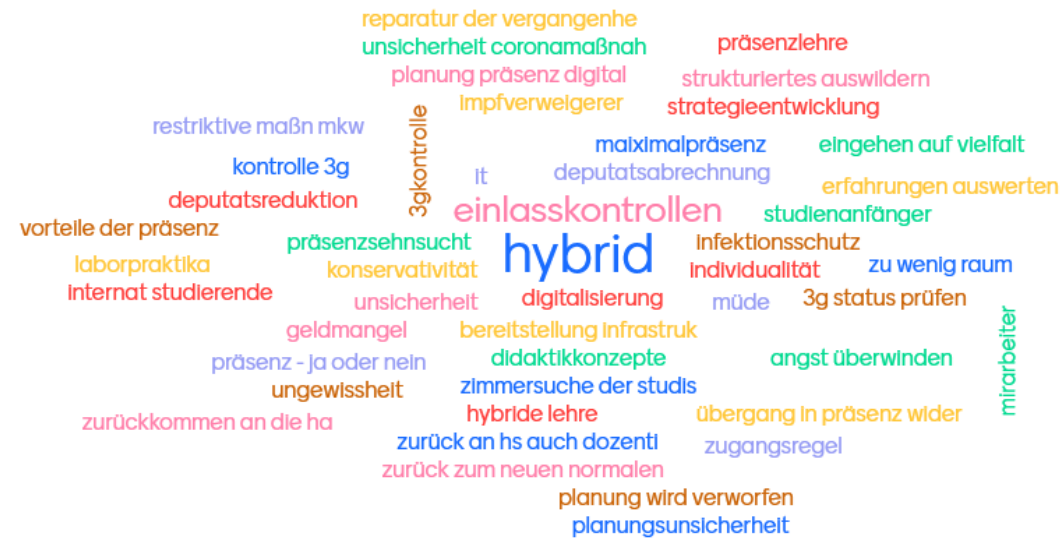 reparatur der vergangenhe
unsicherheit coronamaßnah
präsenzlehre
planung präsenz digital
strukturiertes auswildern
impfverweigerer
strategieentwicklung
restriktive maßn mkw
3gkontrolle
maiximalpräsenz
eingehen auf vielfalt
kontrolle 3g
it
deputatsabrechnung
erfahrungen auswerten
deputatsreduktion
einlasskontrollen
studienanfänger
vorteile der präsenz
präsenzsehnsucht
hybrid
infektionsschutz
laborpraktika
konservativität
individualität
zu wenig raum
internat studierende
unsicherheit
digitalisierung
müde
3g status prüfen
geldmangel
bereitstellung infrastruk
mirarbeiter
präsenz - ja oder nein
didaktikkonzepte
angst überwinden
ungewissheit
zimmersuche der studis
zurückkommen an die ha
hybride lehre
übergang in präsenz wider
zurück an hs auch dozenti
zugangsregel
zurück zum neuen normalen
planung wird verworfen
planungsunsicherheit